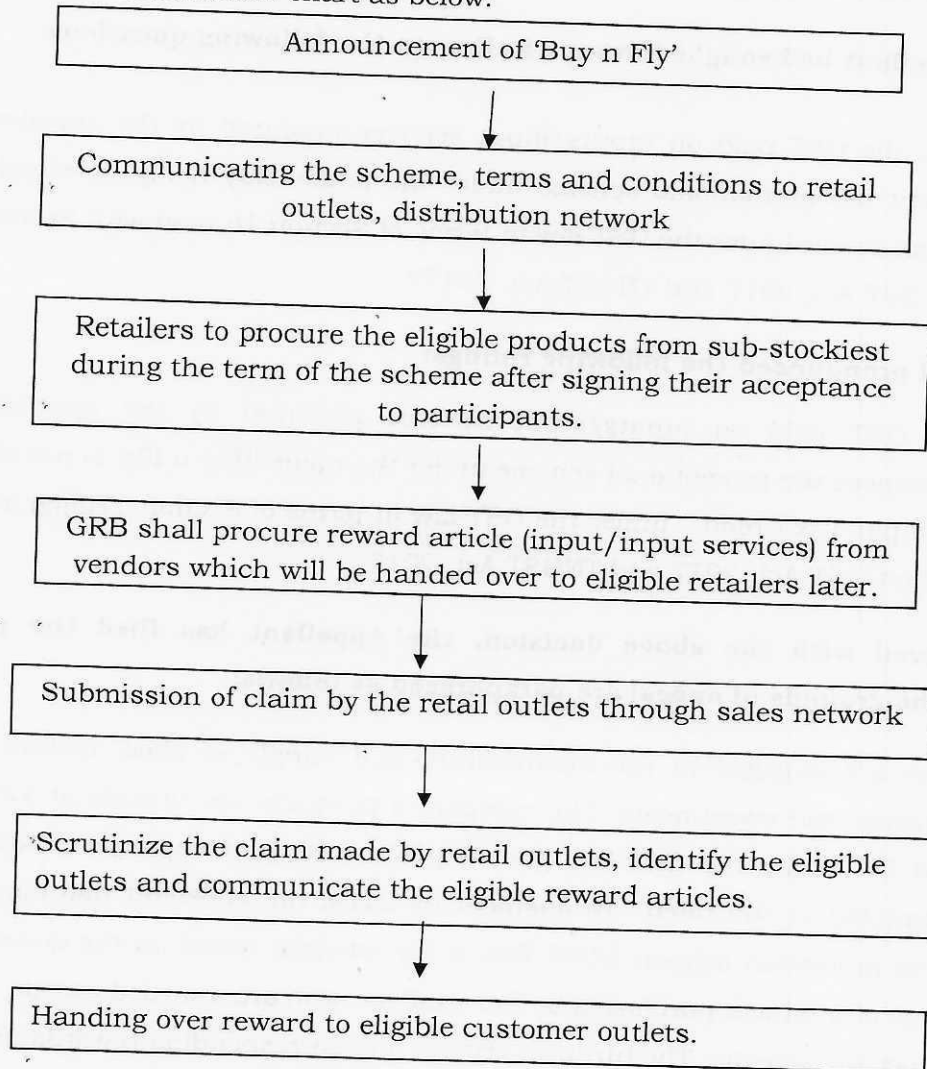 chart as below.
Announcement of ‘Buy n Fly’
Communicating the scheme, terms and conditions to retail
outlets, distribution network
Retailers to procure the eligible products from sub-stockiest
during the term of the scheme after signing their acceptance
to participants.
GRB shall procure reward article (input/input services) from
vendors which will be handed over to eligible retailers later.
Submission of claim by the retail outlets through sales network
Scrutinize the claim made by retail outlets, identify the eligible
outlets and communicate the eligible reward articles.
Handing over reward to eligible customer outlets.